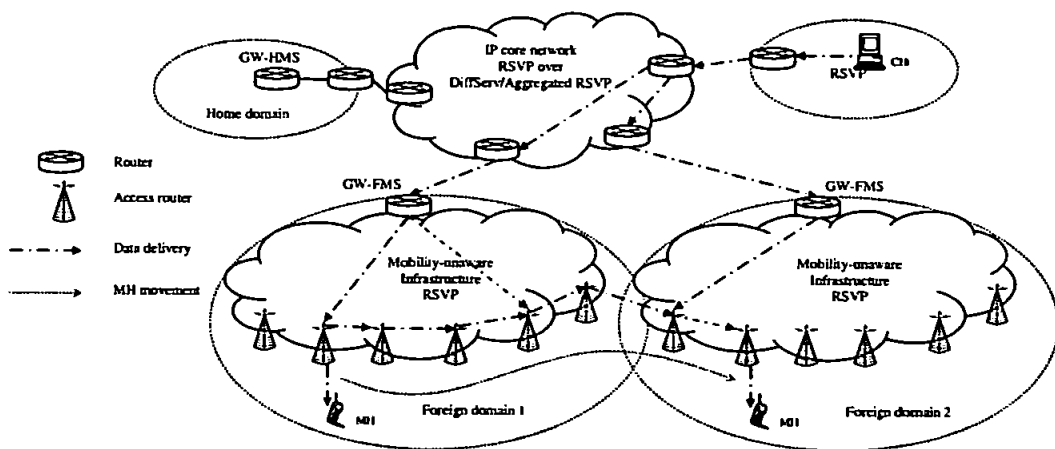 GW-HMS
Home domain
IP core network
RSVP over
DiffServ/Aggregated RSVP
RSVP
CH
Router
Access router
Data delivery
MH movement
GW-FMS
Mobility-unaware
Infrastructure
RSVP
MH
Foreign domain 1
GW-FMS
Mobility-unaware
Infrastructure
RSVP
MH
Foreign domain 2